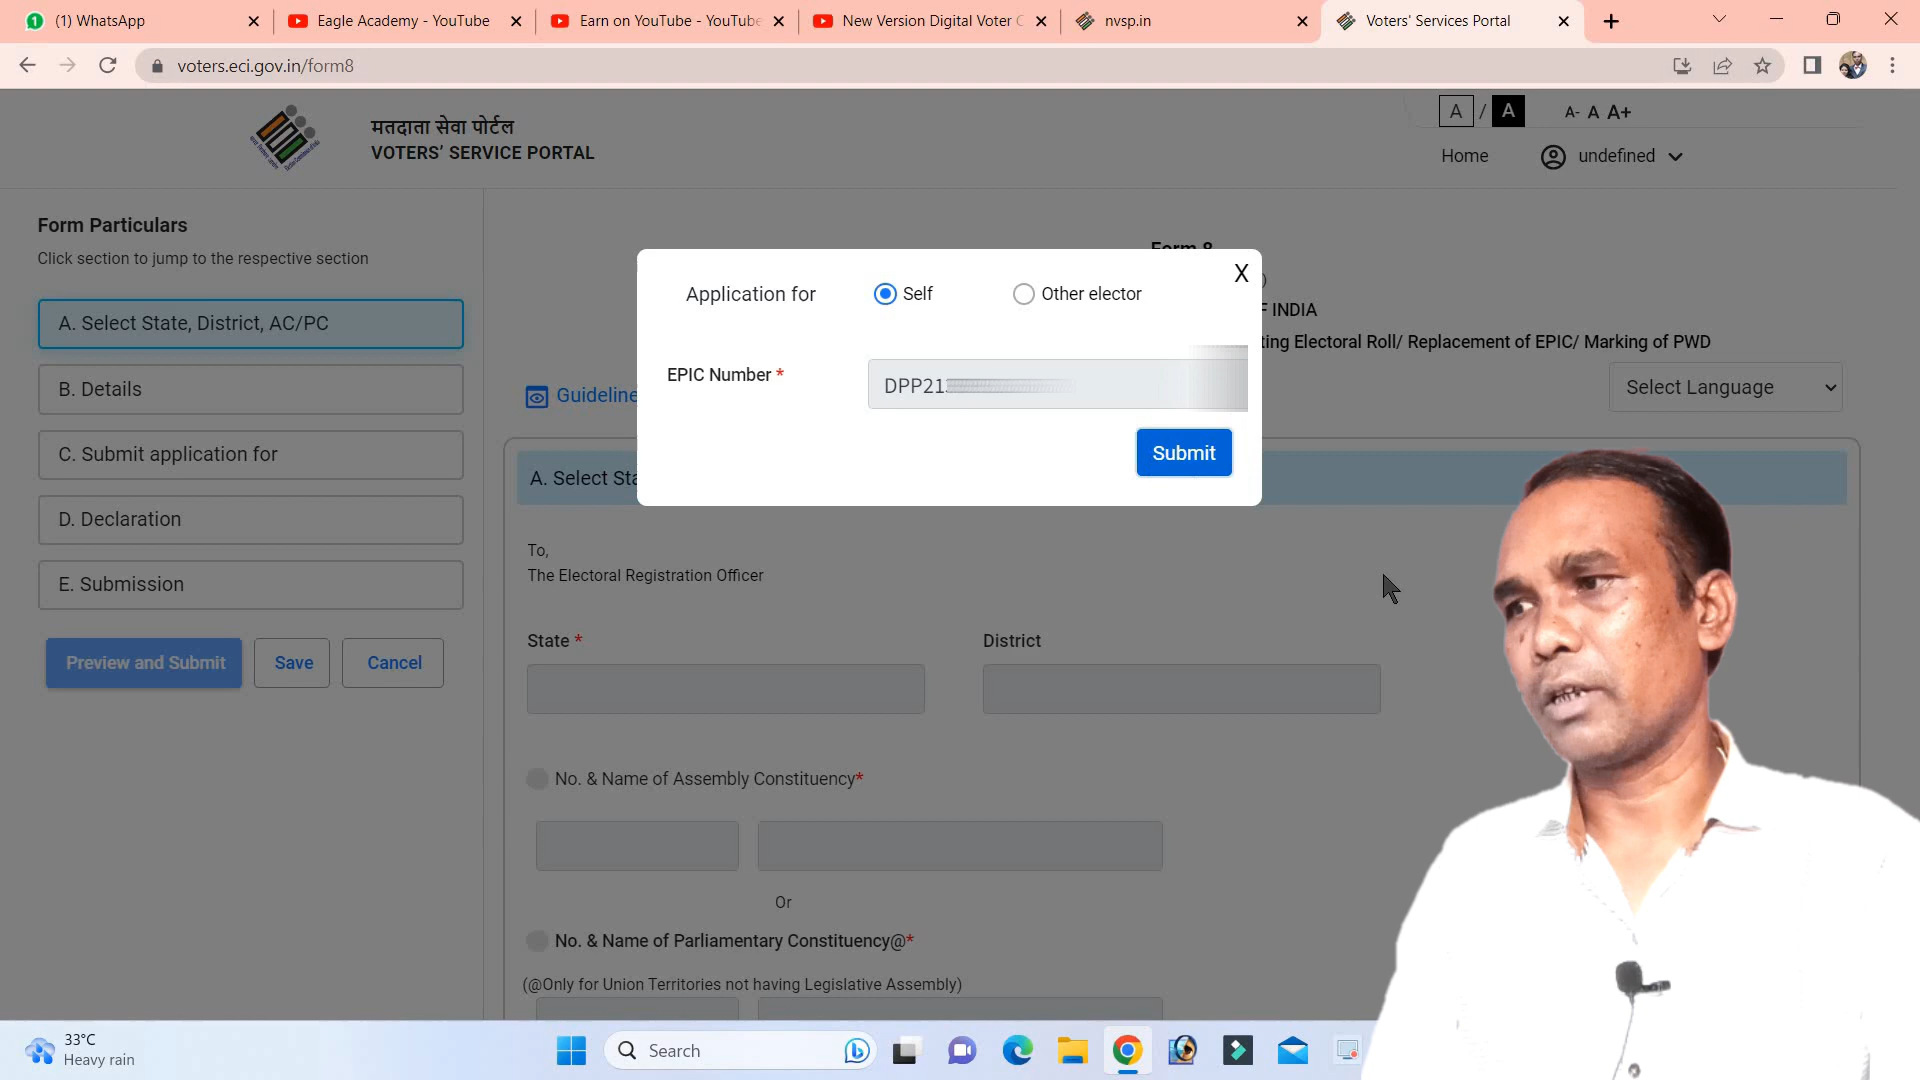 (1) WhatsApp
Eagle Academy - YouTube
Earn on YouTube - YouTube
New Version Digital Voter C
nvsp.in
Voters' Services Portal
voters.eci.gov.in/form8
मतदाता सेवा पोर्टल
VOTERS' SERVICE PORTAL
A / A A- A A+
Home
undefined
Form Particulars
Click section to jump to the respective section
A. Select State, District, AC/PC
B. Details
C. Submit application for
D. Declaration
E. Submission
Preview and Submit
Save
Cancel
Form 8
F INDIA
ting Electoral Roll/ Replacement of EPIC/ Marking of PWD
Select Language
Guideline
X
Application for
Self
Other elector
EPIC Number *
DPP21
Submit
A. Select Sta
To,
The Electoral Registration Officer
State *
District
No. & Name of Assembly Constituency*
Or
No. & Name of Parliamentary Constituency@*
(@Only for Union Territories not having Legislative Assembly)
33°C
Heavy rain
Search